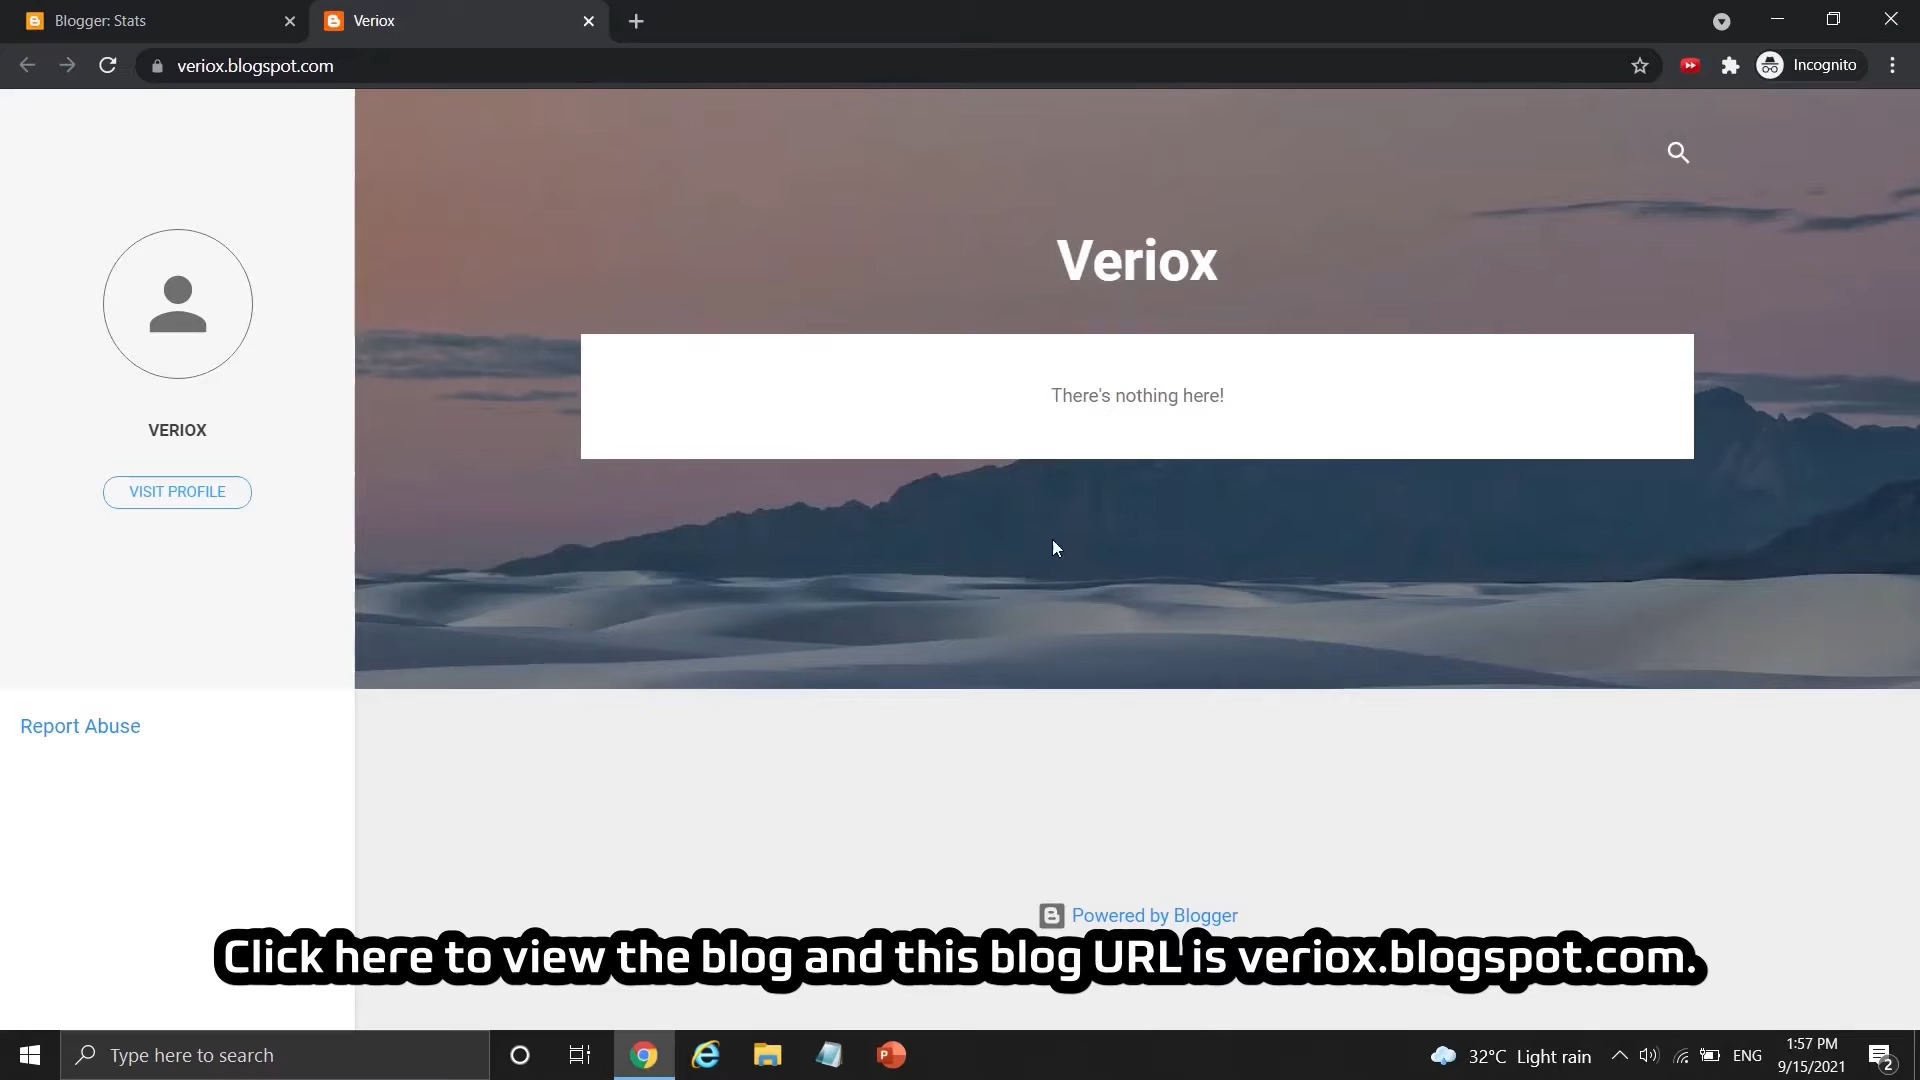 Blogger: Stats
Veriox
veriox.blogspot.com
Incognito
Veriox
There's nothing here!
VERIOX
VISIT PROFILE
Report Abuse
Powered by Blogger
Click here to view the blog and this blog URL is veriox.blogspot.com.
Type here to search
32°C Light rain
ENG
1:57 PM
9/15/2021
2